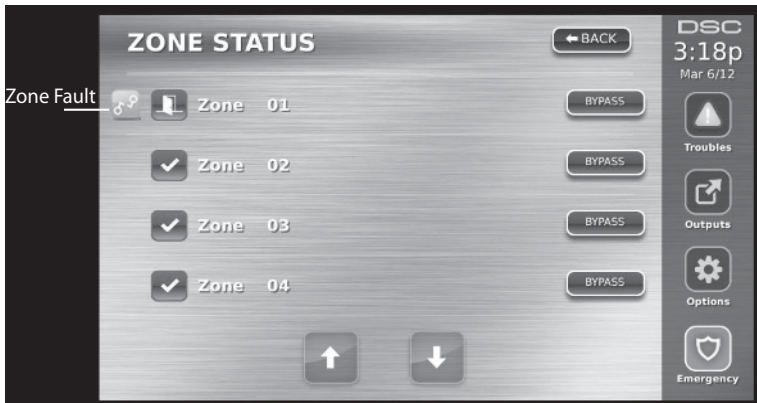 ZONE STATUS
BACK
DSC
3:18p
Mar 6/12
Zone Fault
Zone 01
BYPASS
Troubles
Zone 02
BYPASS
Zone 03
BYPASS
Outputs
Zone 04
BYPASS
Options
Emergency